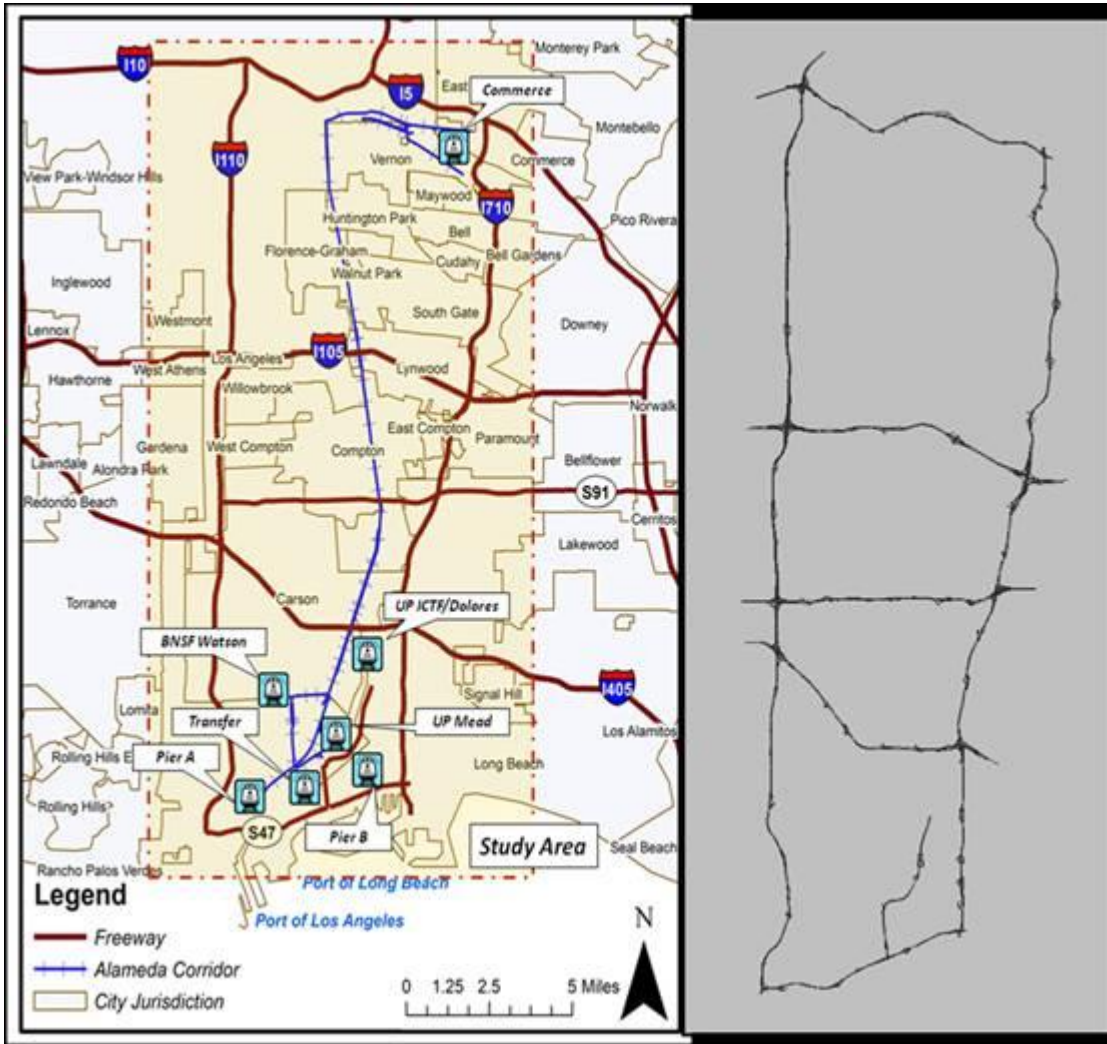 Monterey Park
I10
East
I5
Commerce
Montebello
I110
Vernon
Commerce
View Park-Windsor Hills
Maywood
I710
Huntington Park
Pico Rivera
Bell
Florence-Graham
Bell Gardens
Cudahy
Walnut Park
Inglewood
South Gate
Westmont
Downey
Lennox
Los Angeles
I105
West Athens
Lynwood
Hawthorne
Willowbrook
Norwalk
East Compton
Gardena
West Compton
Compton
Paramount
Lawndale
Alondra Park
Bellflower
S91
Redondo Beach
Cerritos
Lakewood
Torrance
Carson
UP ICTF/Dolores
BNSF Watson
Signal Hill
I405
Lomita
Transfer
UP Mead
Los Alamitos
Rolling Hills E
Pier A
Long Beach
Rolling Hills
S47
Pier B
Study Area
Seal Beach
Rancho Palos Verdes
Port of Long Beach
Legend
Port of Los Angeles
N
Freeway
Alameda Corridor
0 1.25 2.5 5 Miles
City Jurisdiction